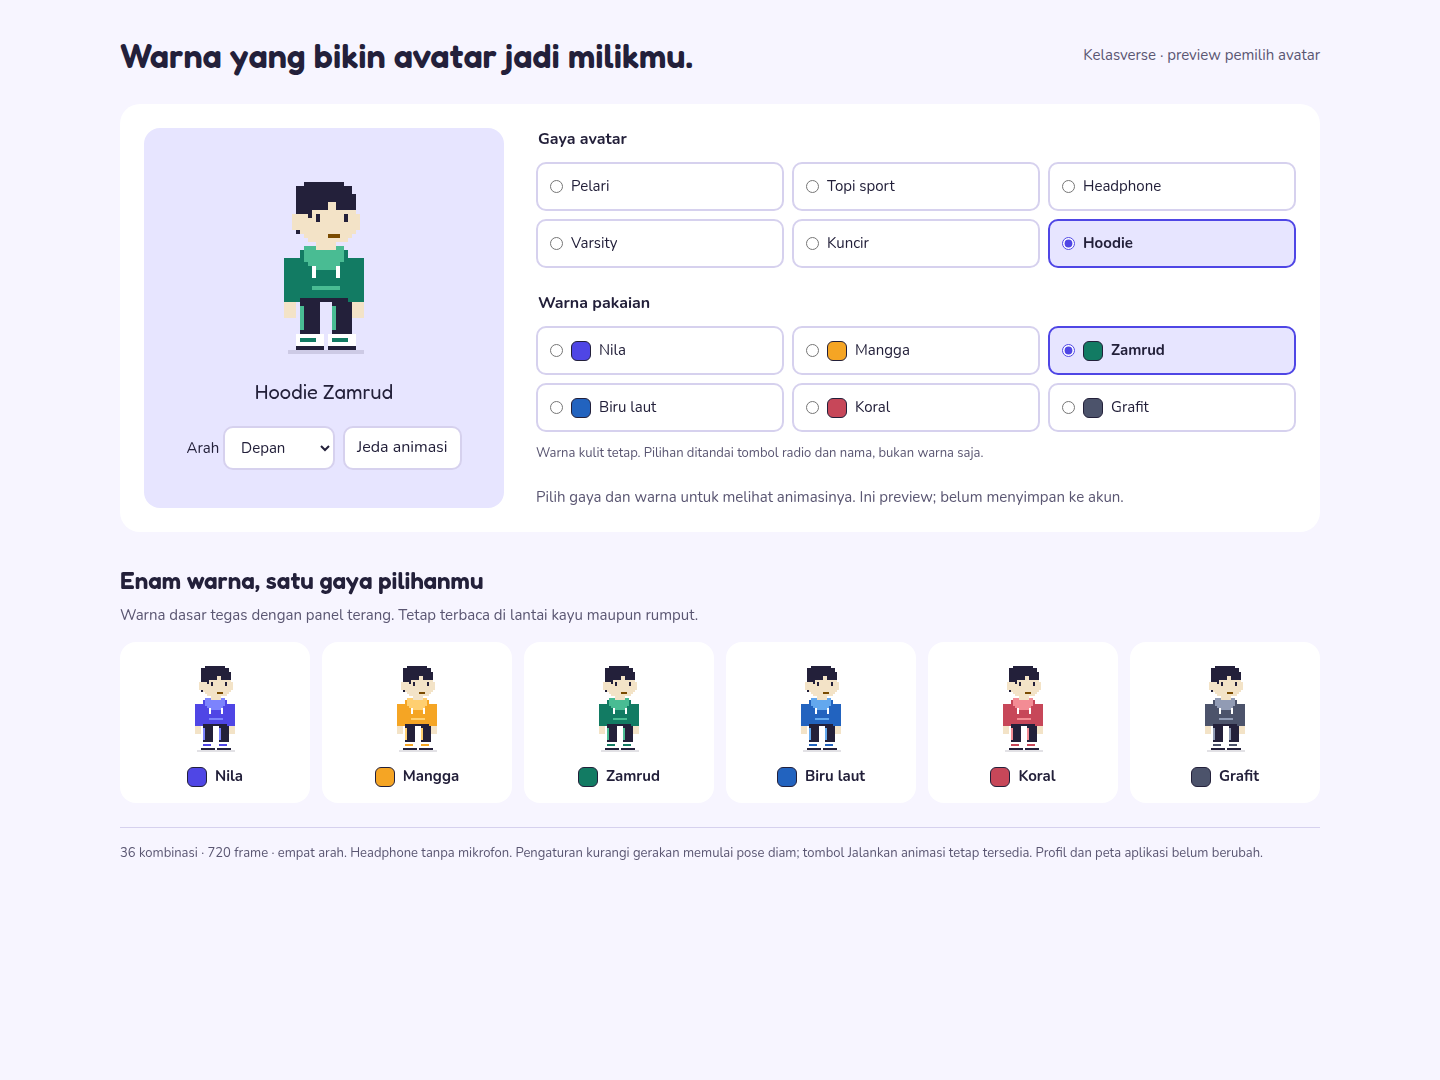 Warna yang bikin avatar jadi milikmu.
Kelasverse · preview pemilih avatar
Gaya avatar
Pelari
Topi sport
Headphone
Varsity
Kuncir
Hoodie
Warna pakaian
Nila
Mangga
Zamrud
Biru laut
Koral
Grafit
Warna kulit tetap. Pilihan ditandai tombol radio dan nama, bukan warna saja.
Pilih gaya dan warna untuk melihat animasinya. Ini preview; belum menyimpan ke akun.
Hoodie Zamrud
Arah
Depan
Jeda animasi
Enam warna, satu gaya pilihanmu
Warna dasar tegas dengan panel terang. Tetap terbaca di lantai kayu maupun rumput.
Nila
Mangga
Zamrud
Biru laut
Koral
Grafit
36 kombinasi · 720 frame · empat arah. Headphone tanpa mikrofon. Pengaturan kurangi gerakan memulai pose diam; tombol Jalankan animasi tetap tersedia. Profil dan peta aplikasi belum berubah.